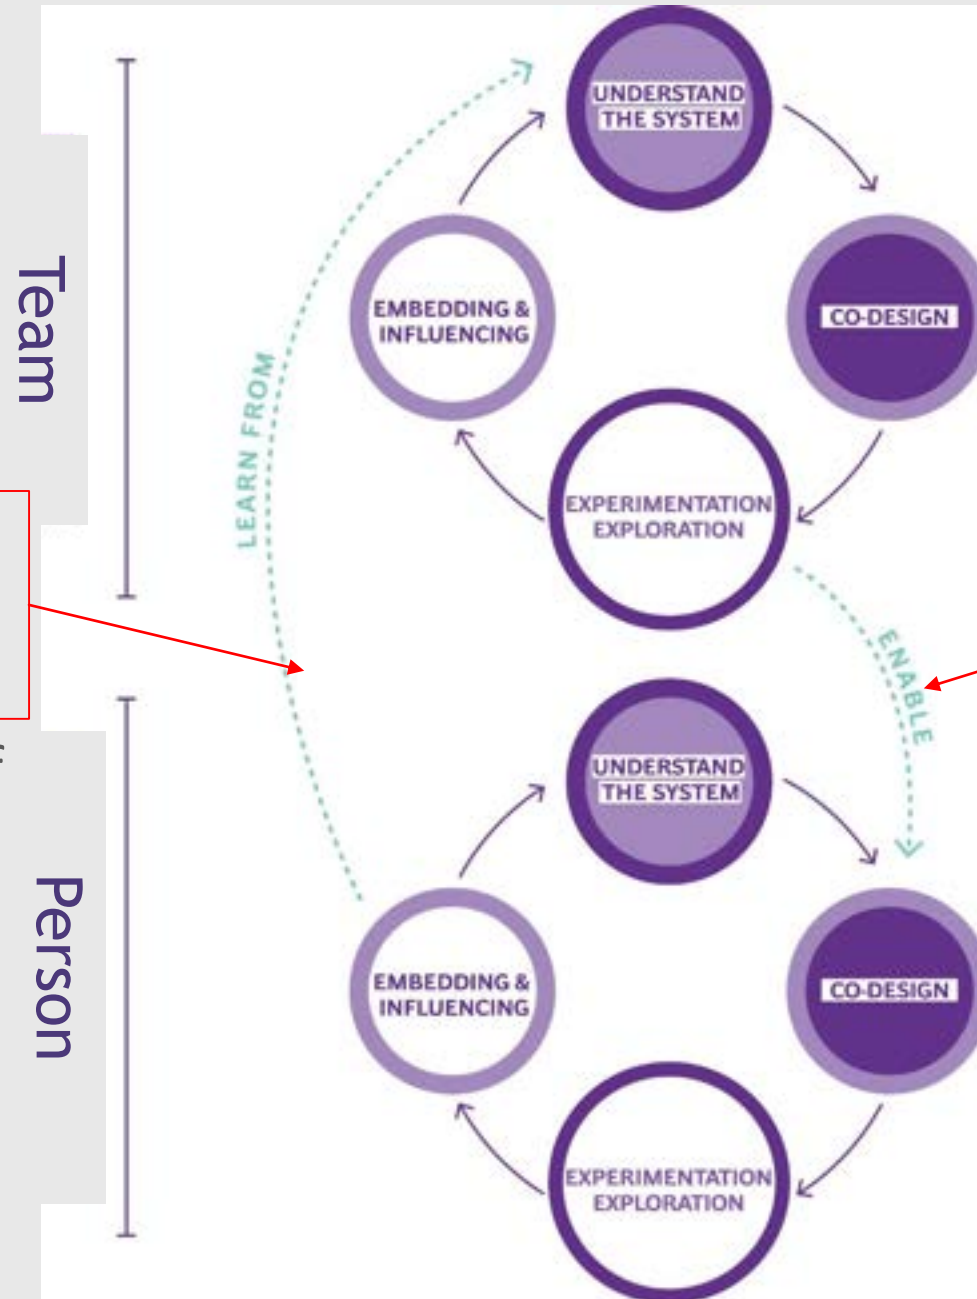 Team
UNDERSTAND
THE SYSTEM
EMBEDDING &
INFLUENCING
CO-DESIGN
EXPERIMENTATION
EXPLORATION
LEARN FROM
ENABLE
Person
UNDERSTAND
THE SYSTEM
EMBEDDING &
INFLUENCING
CO-DESIGN
EXPERIMENTATION
EXPLORATION